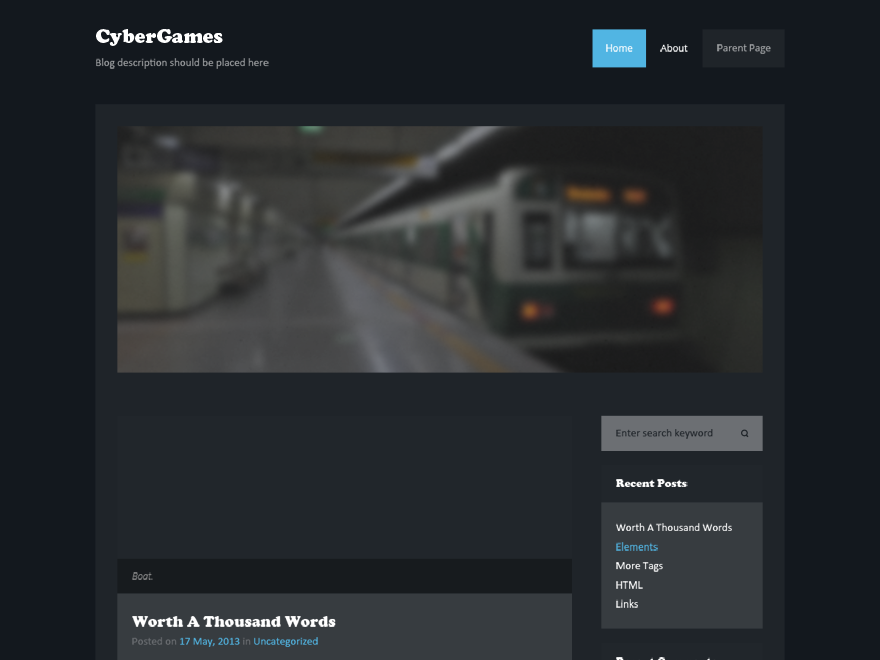 CyberGames
Blog description should be placed here
Home
About
Parent Page
Enter search keyword
Recent Posts
Worth A Thousand Words
Elements
More Tags
HTML
Links
Boat.
Worth A Thousand Words
Posted on 17 May, 2013 in Uncategorized